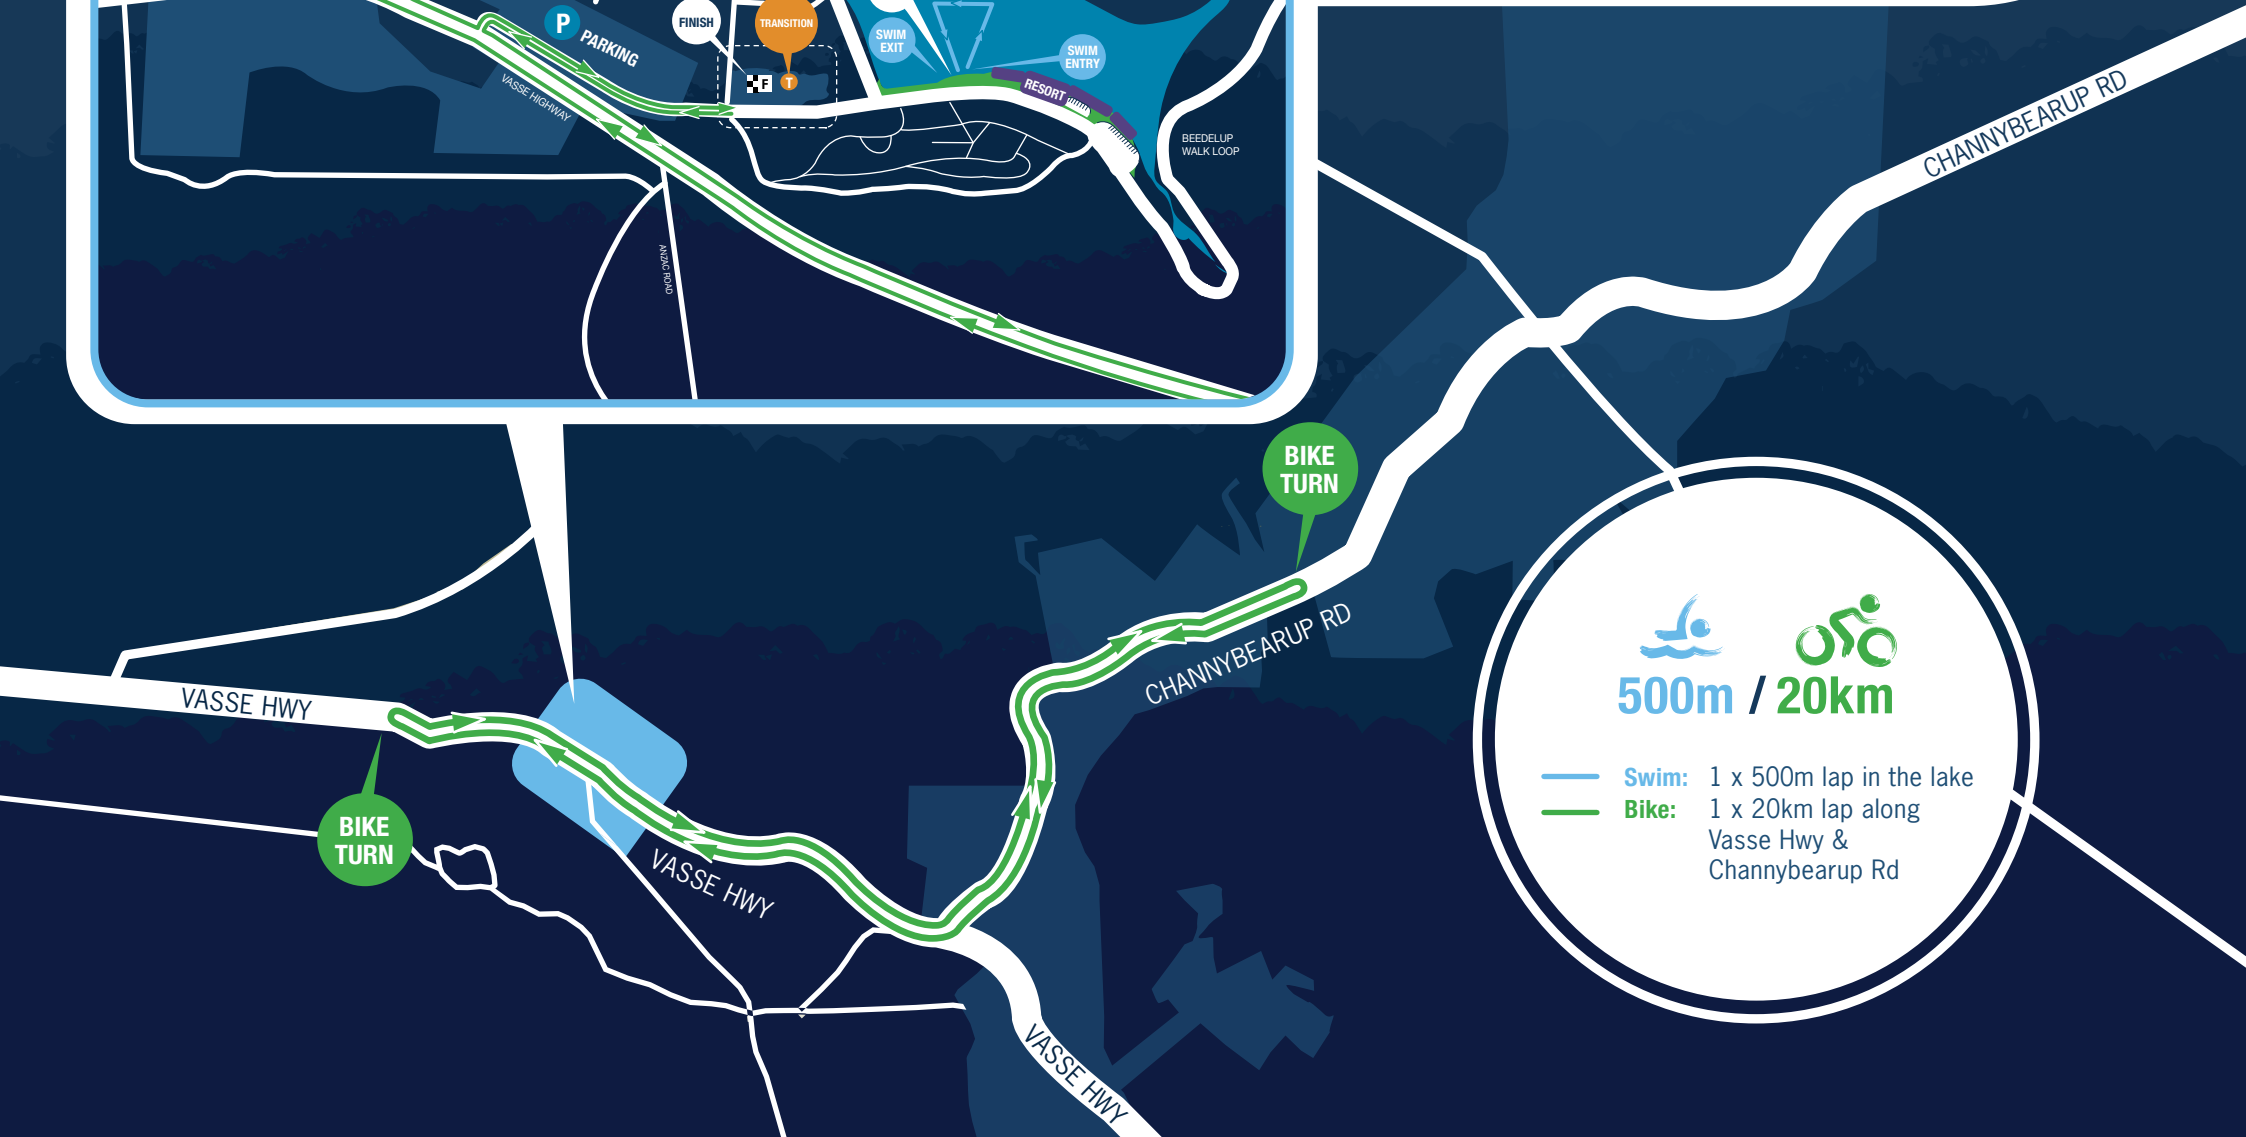 P
PARKING
FINISH
TRANSITION
SWIM
EXIT
SWIM
ENTRY
F
T
RESORT
VASSE HIGHWAY
BEEDELUP
WALK LOOP
ANZAC ROAD
CHANNYBEARUP RD
BIKE
TURN
CHANNYBEARUP RD
VASSE HWY
BIKE
TURN
VASSE HWY
VASSE HWY
500m / 20km
Swim: 1 x 500m lap in the lake
Bike: 1 x 20km lap along
Vasse Hwy &
Channybearup Rd